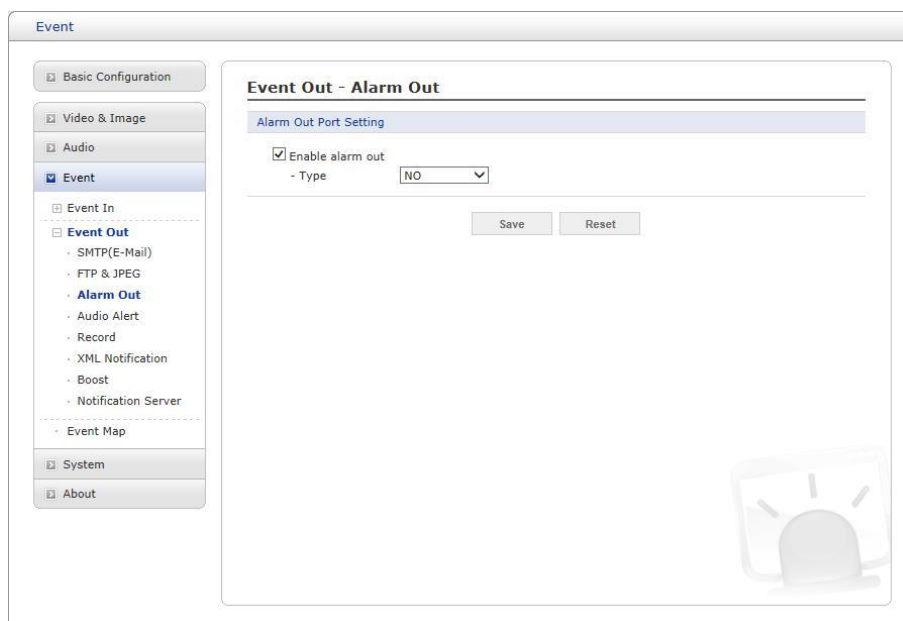 Event
Basic Configuration
Video & Image
Audio
Event
Event In
Event Out
SMTP(E-Mail)
FTP & JPEG
Alarm Out
Audio Alert
Record
XML Notification
Boost
Notification Server
Event Map
System
About
Event Out - Alarm Out
Alarm Out Port Setting
Enable alarm out
- Type NO
Save Reset